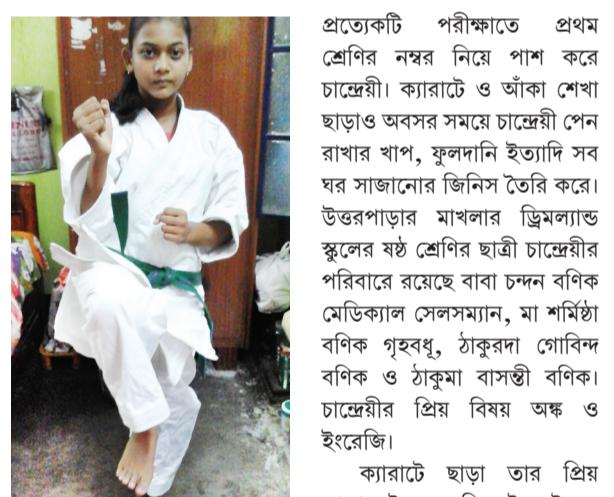 প্রত্যেকটি পরীক্ষাতে প্রথম
শ্রেণির নম্বর নিয়ে পাশ করে
চান্দ্রেয়ী। ক্যারাটে ও আঁকা শেখা
ছাড়াও অবসর সময়ে চান্দ্রেয়ী পেন
রাখার খাপ, ফুলদানি ইত্যাদি সব
ঘর সাজানোর জিনিস তৈরি করে।
উত্তরপাড়ার মাখলার ড্রিমল্যান্ড
স্কুলের ষষ্ঠ শ্রেণির ছাত্রী চান্দ্রেয়ীর
পরিবারে রয়েছে বাবা চন্দন বণিক
মেডিক্যাল সেলসম্যান, মা শর্মিষ্ঠা
বণিক গৃহবধূ, ঠাকুরদা গোবিন্দ
বণিক ও ঠাকুমা বাসন্তী বণিক।
চান্দ্রেয়ীর প্রিয় বিষয় অঙ্ক ও
ইংরেজি।
ক্যারাটে ছাড়া তার প্রিয়